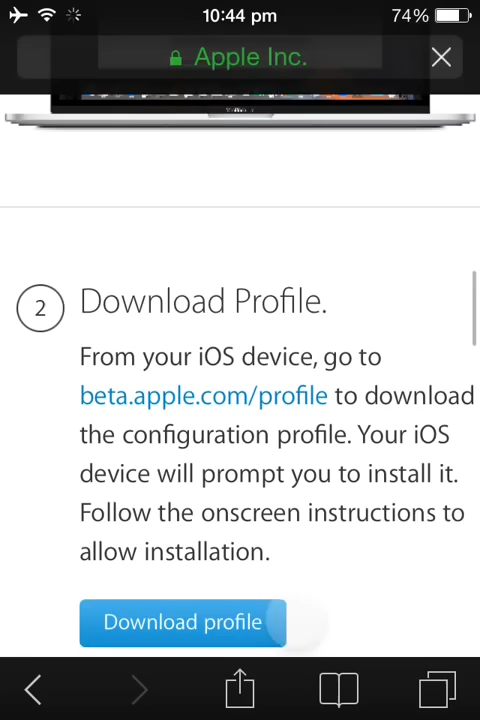 10:44 pm
74%
Apple Inc.
2
Download Profile.
From your iOS device, go to
beta.apple.com/profile to download
the configuration profile. Your iOS
device will prompt you to install it.
Follow the onscreen instructions to
allow installation.
Download profile